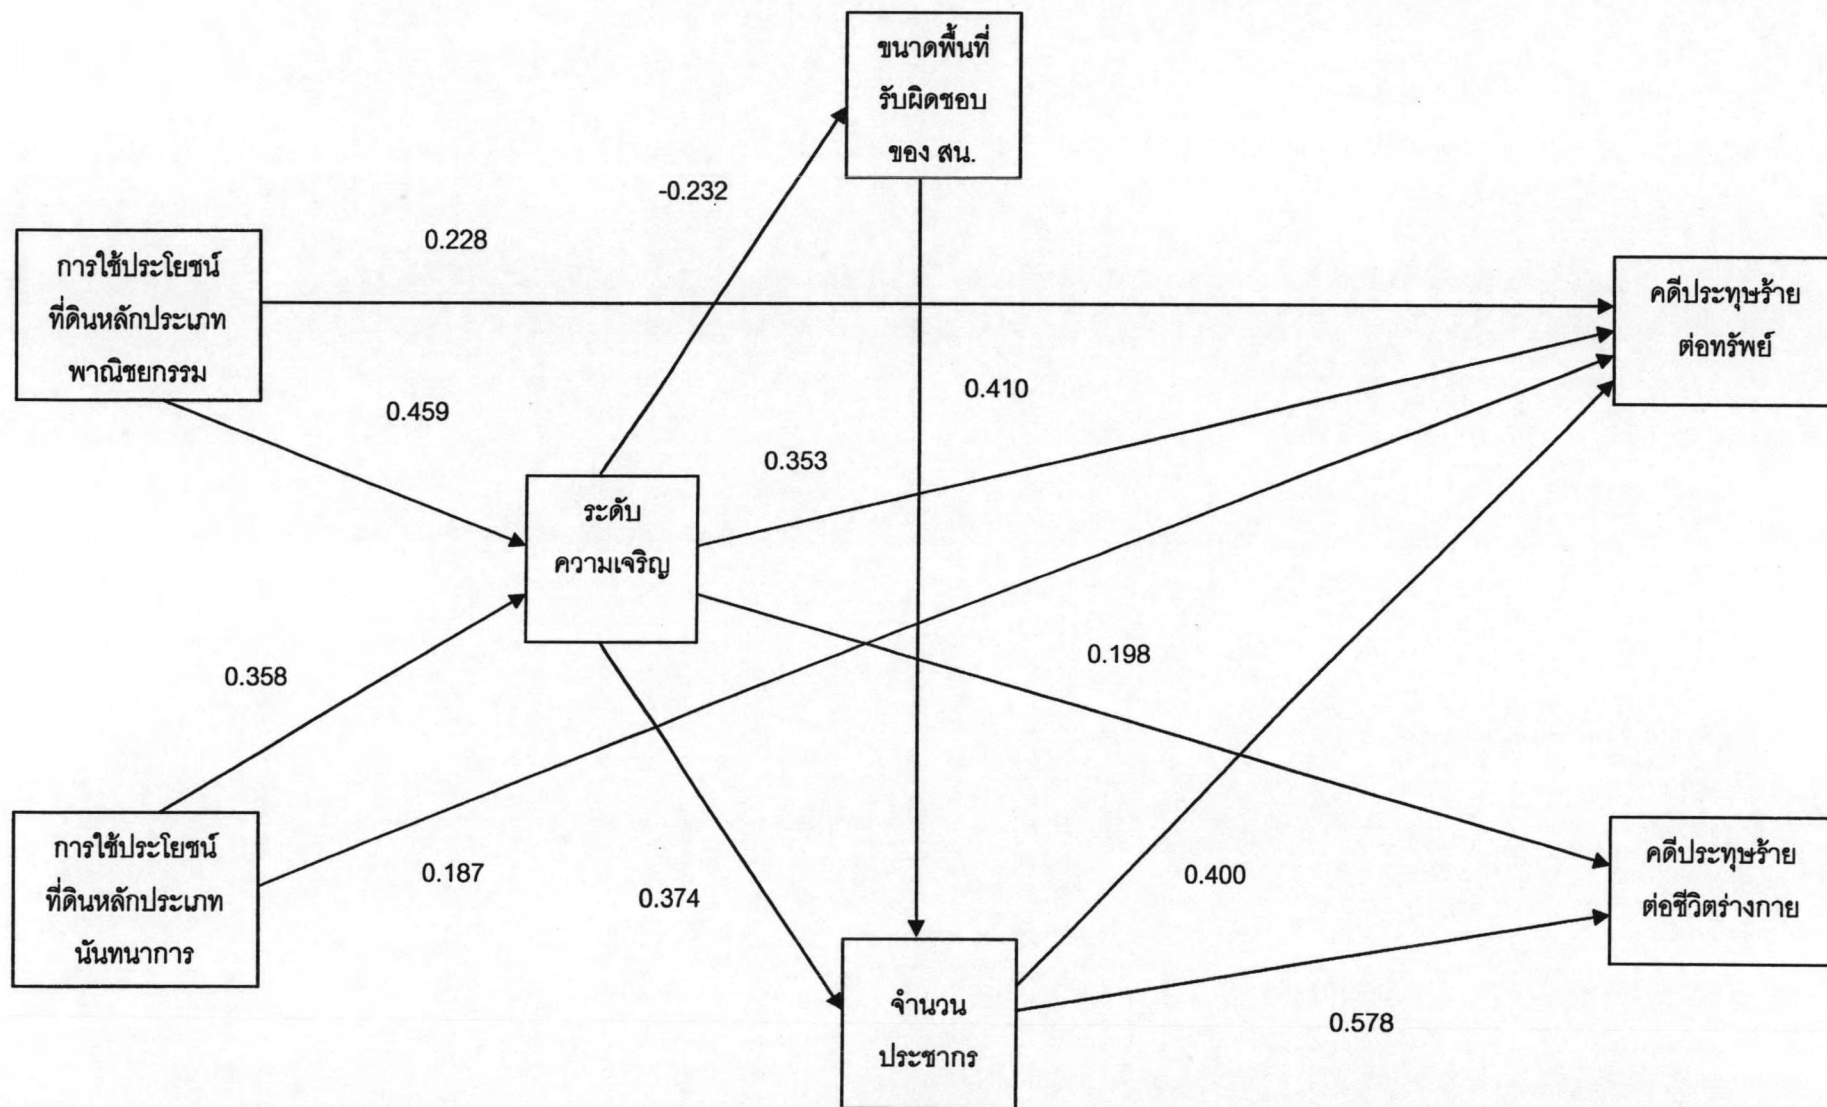 ขนาดพื้นที่
รับผิดชอบ
ของ สน.
-0.232
0.228
การใช้ประโยชน์
ที่ดินหลักประเภท
พาณิชยกรรม
คดีประทุษร้าย
ต่อทรัพย์
0.459
0.410
0.353
ระดับ
ความเจริญ
0.358
0.198
การใช้ประโยชน์
ที่ดินหลักประเภท
นันทนาการ
0.187
0.374
0.400
คดีประทุษร้าย
ต่อชีวิตร่างกาย
จำนวน
ประชากร
0.578